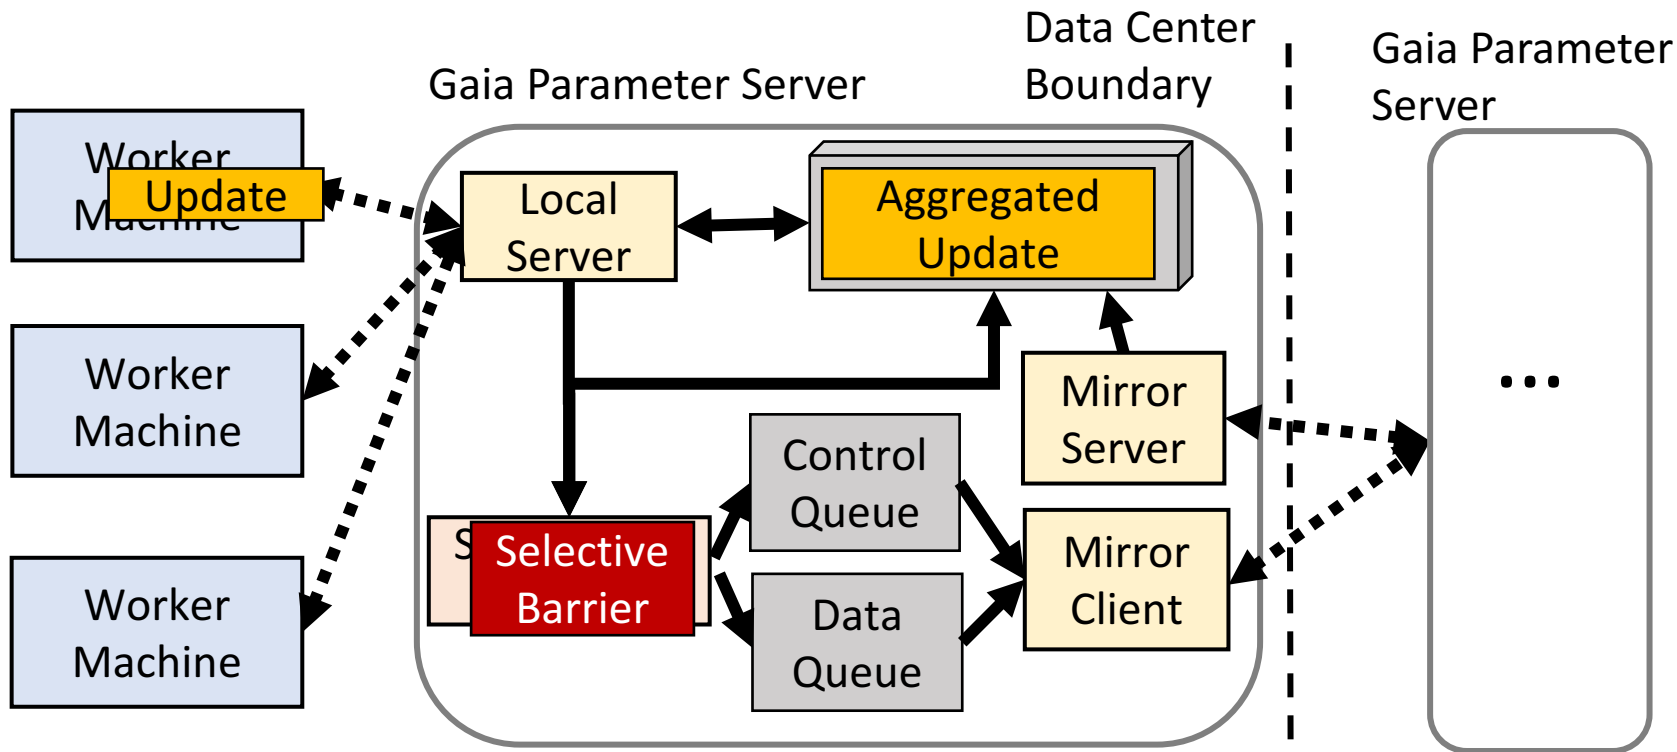 Data Center
Boundary
Gaia Parameter
Server
Gaia Parameter Server
Worker
Machine
Update
Local
Server
Aggregated
Update
Worker
Machine
Mirror
Server
...
Control
Queue
Selective
Barrier
Mirror
Client
Data
Queue
Worker
Machine